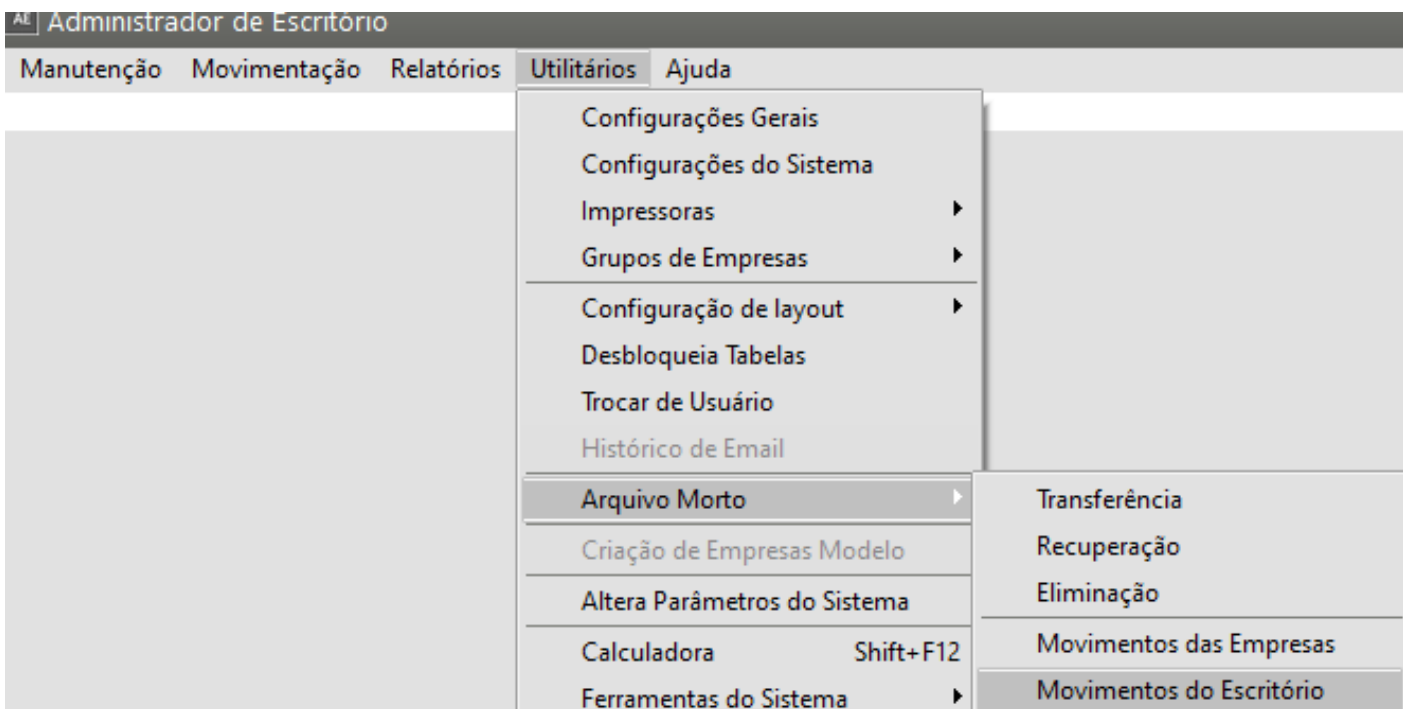 AE Administrador de Escritório
Manutenção Movimentação Relatórios Utilitários Ajuda
Configurações Gerais
Configurações do Sistema
Impressoras
Grupos de Empresas
Configuração de layout
Desbloqueia Tabelas
Trocar de Usuário
Histórico de Email
Arquivo Morto
Transferência
Criação de Empresas Modelo
Recuperação
Altera Parâmetros do Sistema
Eliminação
Calculadora Shift+F12
Movimentos das Empresas
Ferramentas do Sistema
Movimentos do Escritório